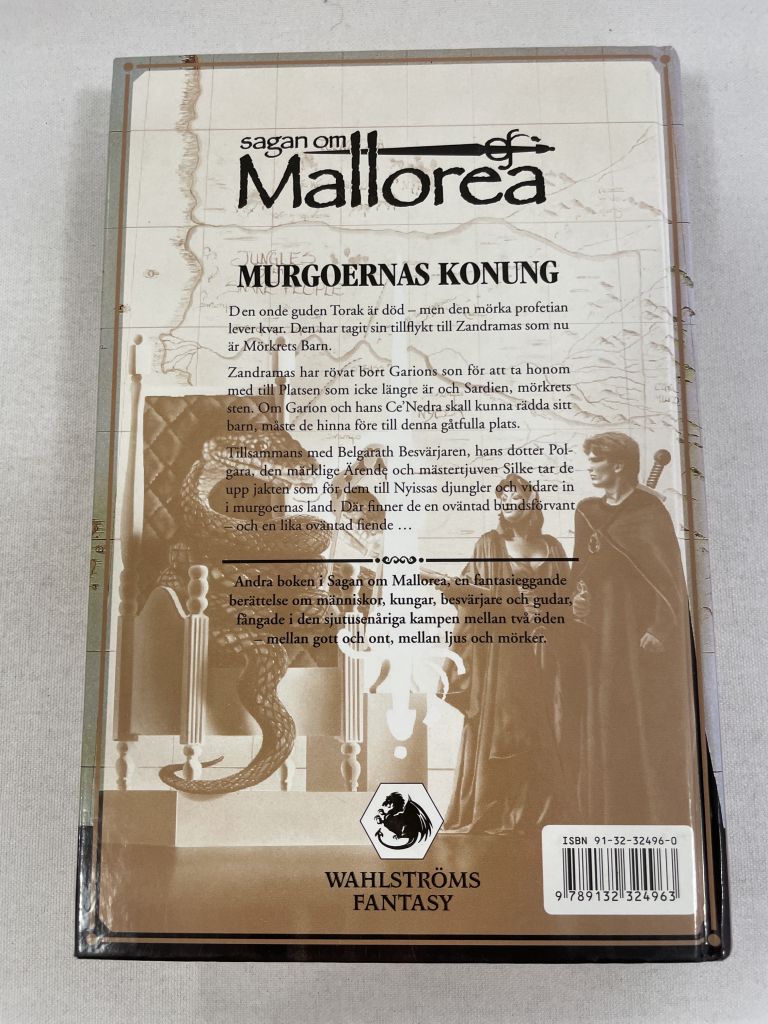 sagan om
Mallorea
JUNGLES
MURGOERNAS KONUNG
Den onde guden Torak är död – men den mörka profetian
lever kvar. Den har tagit sin tillflykt till Zandramas som nu
är Mörkrets Barn.
Zandramas har rövat bort Garions son för att ta honom
med till Platsen som icke längre är och Sardien, mörkrets
sten. Om Garion och hans Ce'Nedra skall kunna rädda sitt
barn, måste de hinna före till denna gåtfulla plats.
Tillsammans med Belgarath Besvärjaren, hans dotter Pol-
gara, den märklige Ärende och mästertjuven Silke tar de
upp jakten som för dem till Nyissas djungler och vidare in
i murgoernas land. Där finner de en oväntad bundsförvant
– och en lika oväntad fiende ...
Andra boken i Sagan om Mallorea, en fantasieggande
berättelse om människor, kungar, besvärjare och gudar,
fångade i den sjutusenåriga kampen mellan två öden
– mellan gott och ont, mellan ljus och mörker.
WAHLSTRÖMS
FANTASY
ISBN 91-32-32496-0
9 789132 324963